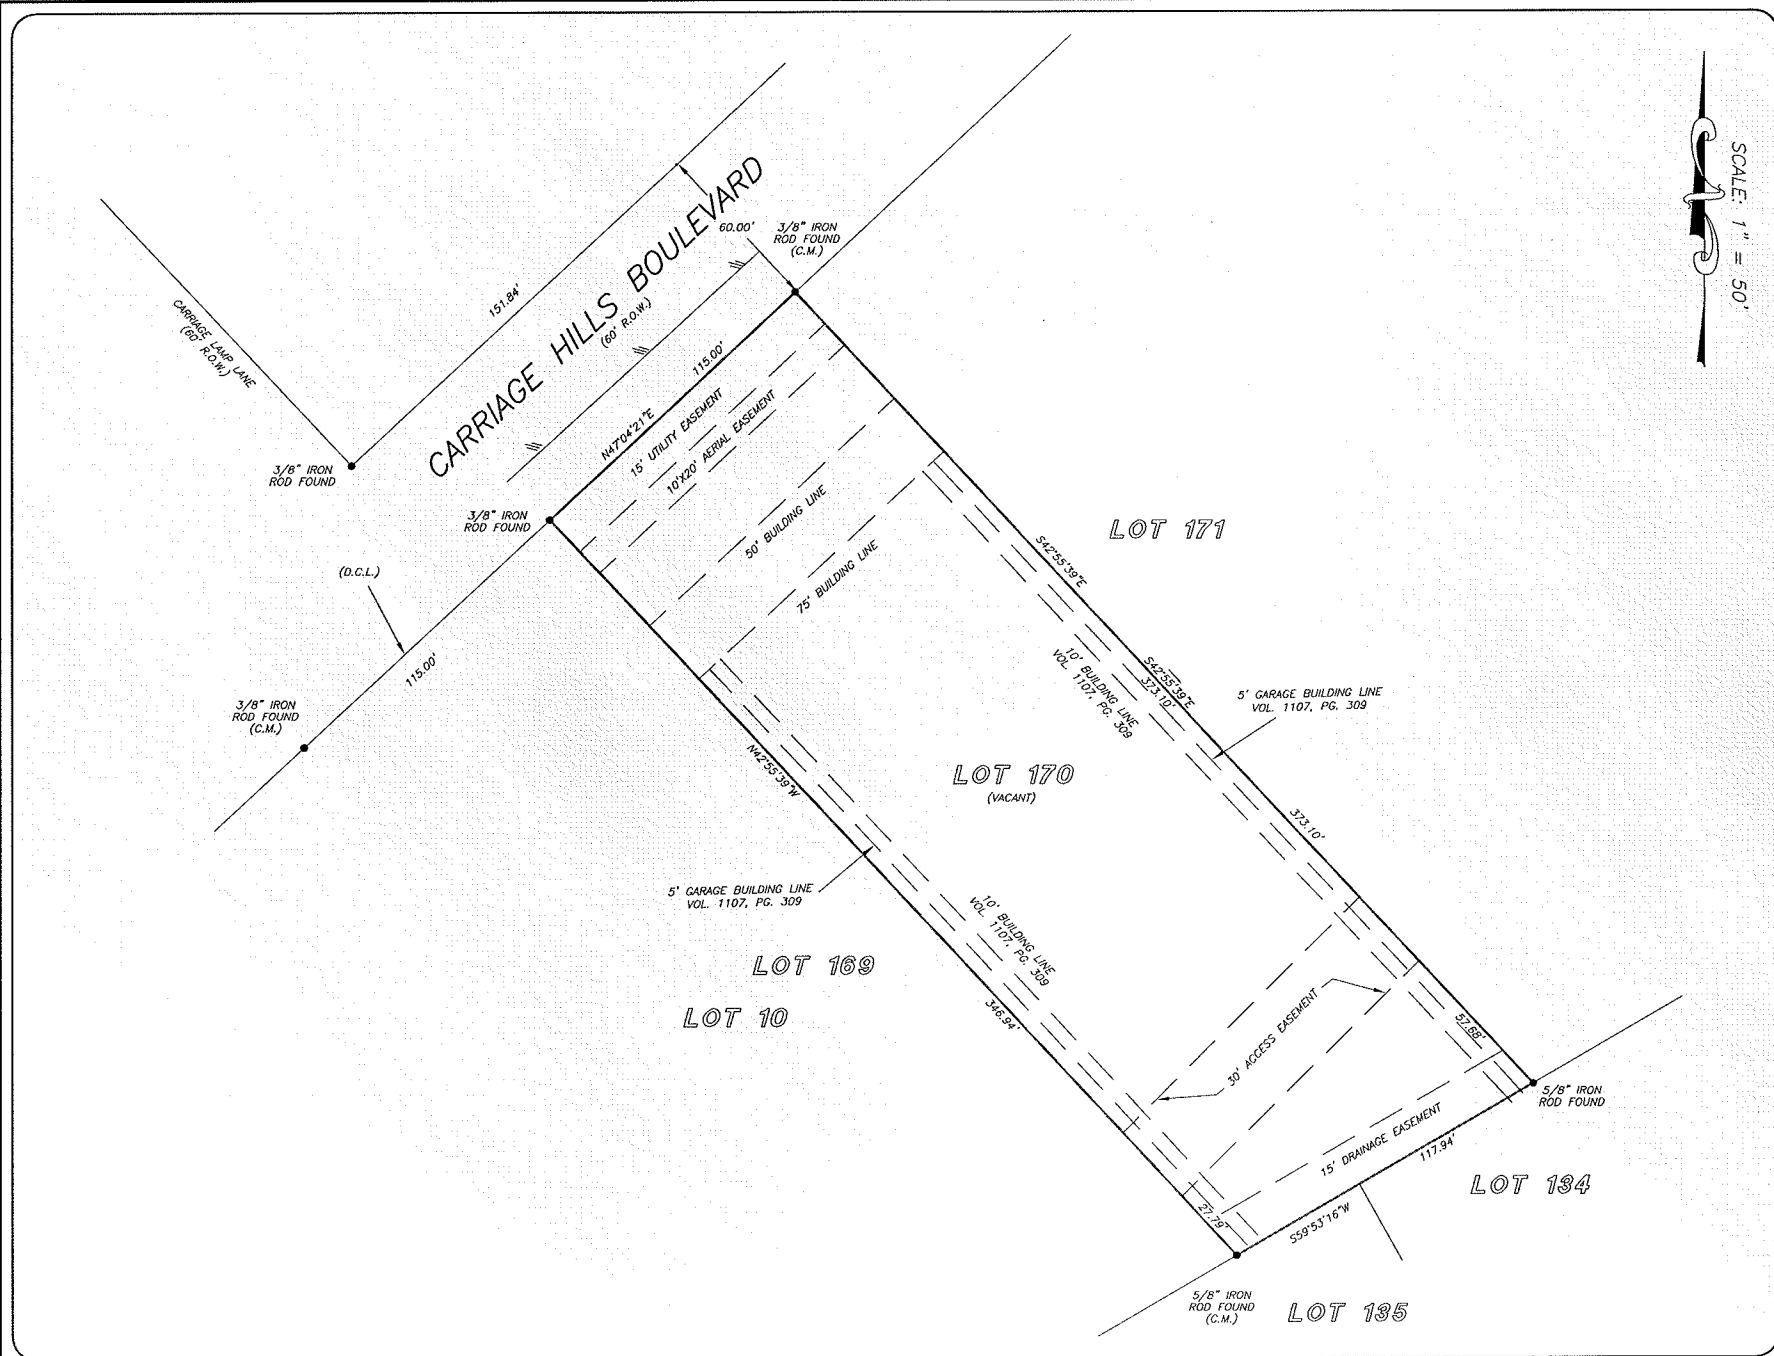 SCALE: 1" = 50'
CARRIAGE HILLS BOULEVARD
(60' R.O.W.)
60.00'
3/8" IRON
ROD FOUND
(C.M.)
151.84'
CARRIAGE LAMP LANE
(60' R.O.W.)
3/8" IRON
ROD FOUND
N47°04'21"E
115.00'
15' UTILITY EASEMENT
10'X20' AERIAL EASEMENT
3/8" IRON
ROD FOUND
50' BUILDING LINE
75' BUILDING LINE
LOT 171
S42°55'39"E
(D.C.L.)
115.00'
3/8" IRON
ROD FOUND
(C.M.)
10' BUILDING LINE
VOL. 1107, PG. 309
S42°55'39"E
373.10'
5' GARAGE BUILDING LINE
VOL. 1107, PG. 309
N42°55'39"W
LOT 170
(VACANT)
373.10'
5' GARAGE BUILDING LINE
VOL. 1107, PG. 309
10' BUILDING LINE
VOL. 1107, PG. 309
LOT 169
LOT 10
346.94'
30' ACCESS EASEMENT
57.68'
5/8" IRON
ROD FOUND
15' DRAINAGE EASEMENT
117.94'
LOT 134
27.79'
S59°53'16"W
5/8" IRON
ROD FOUND
(C.M.)
LOT 135